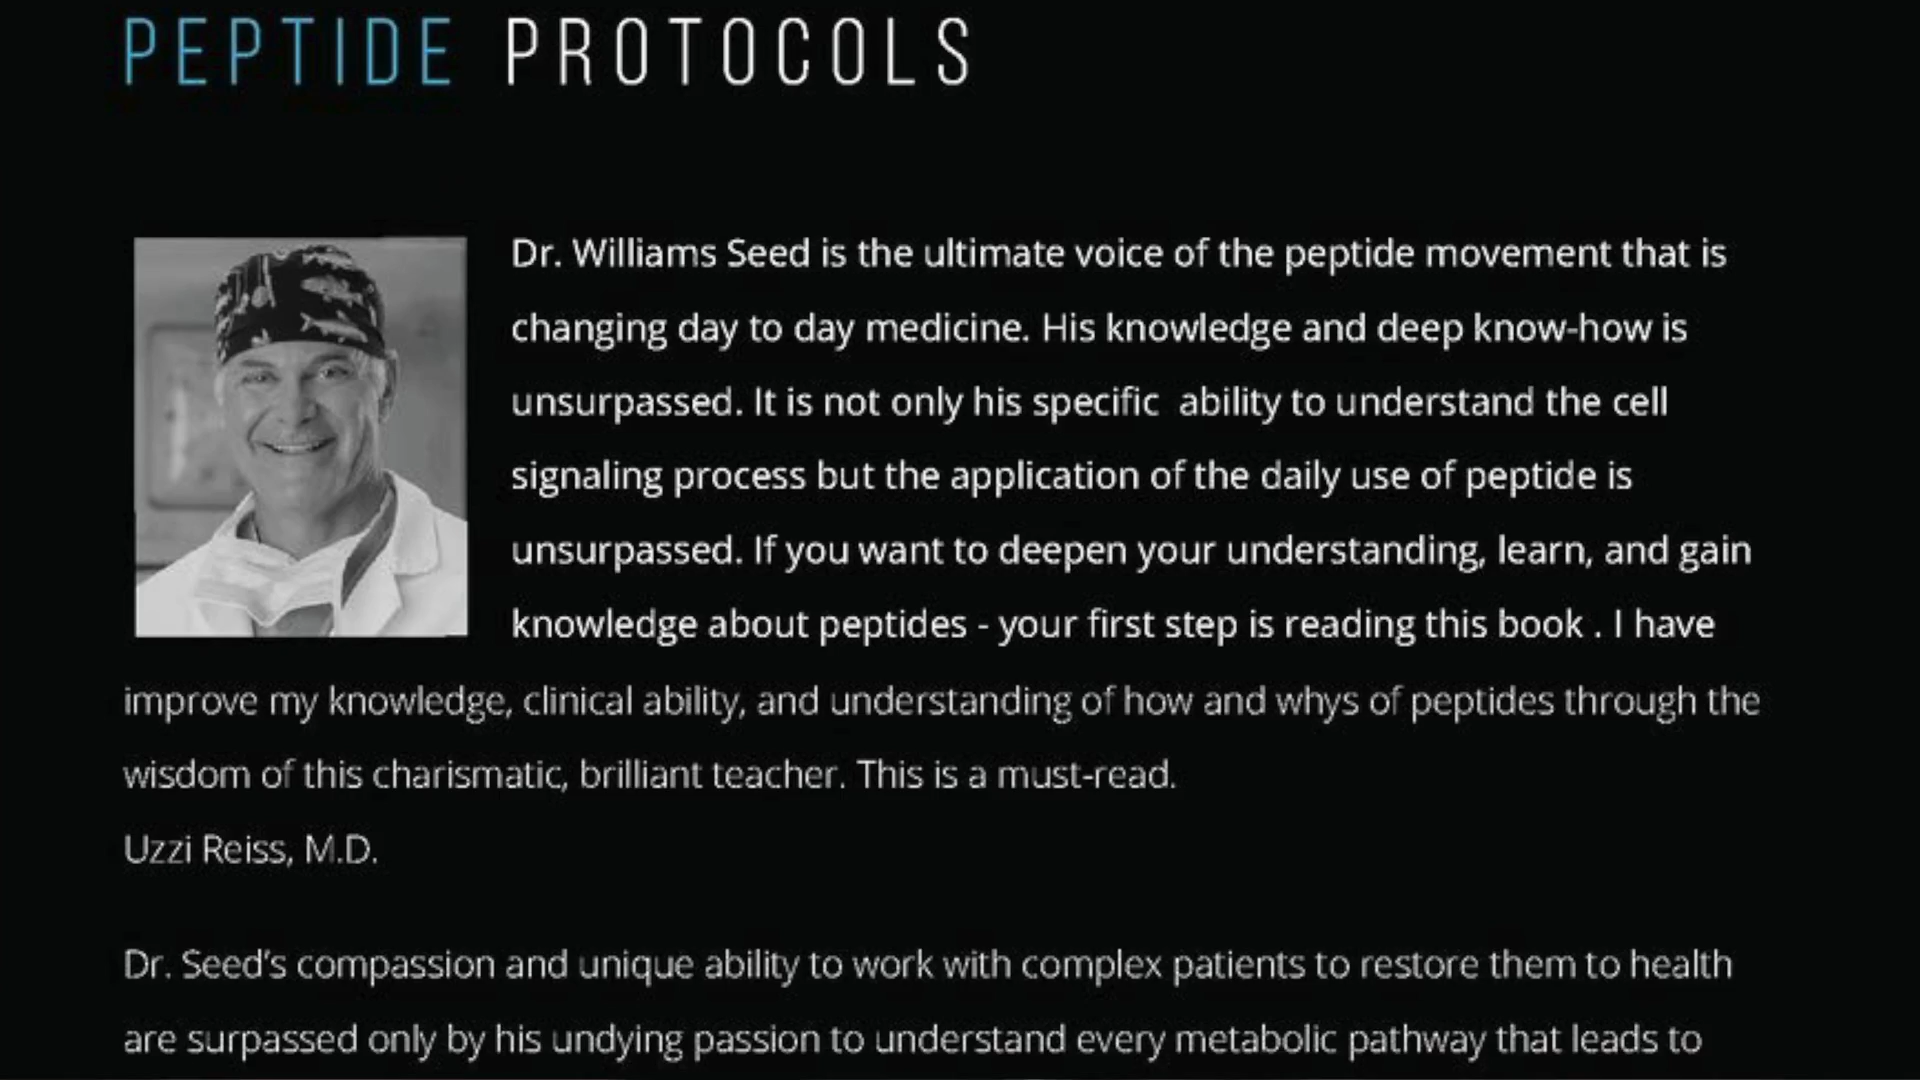 PEPTIDE PROTOCOLS
Dr. Williams Seed is the ultimate voice of the peptide movement that is
changing day to day medicine. His knowledge and deep know-how is
unsurpassed. It is not only his specific ability to understand the cell
signaling process but the application of the daily use of peptide is
unsurpassed. If you want to deepen your understanding, learn, and gain
knowledge about peptides - your first step is reading this book . I have
improve my knowledge, clinical ability, and understanding of how and whys of peptides through the
wisdom of this charismatic, brilliant teacher. This is a must-read.
Uzzi Reiss, M.D.
Dr. Seed's compassion and unique ability to work with complex patients to restore them to health
are surpassed only by his undying passion to understand every metabolic pathway that leads to